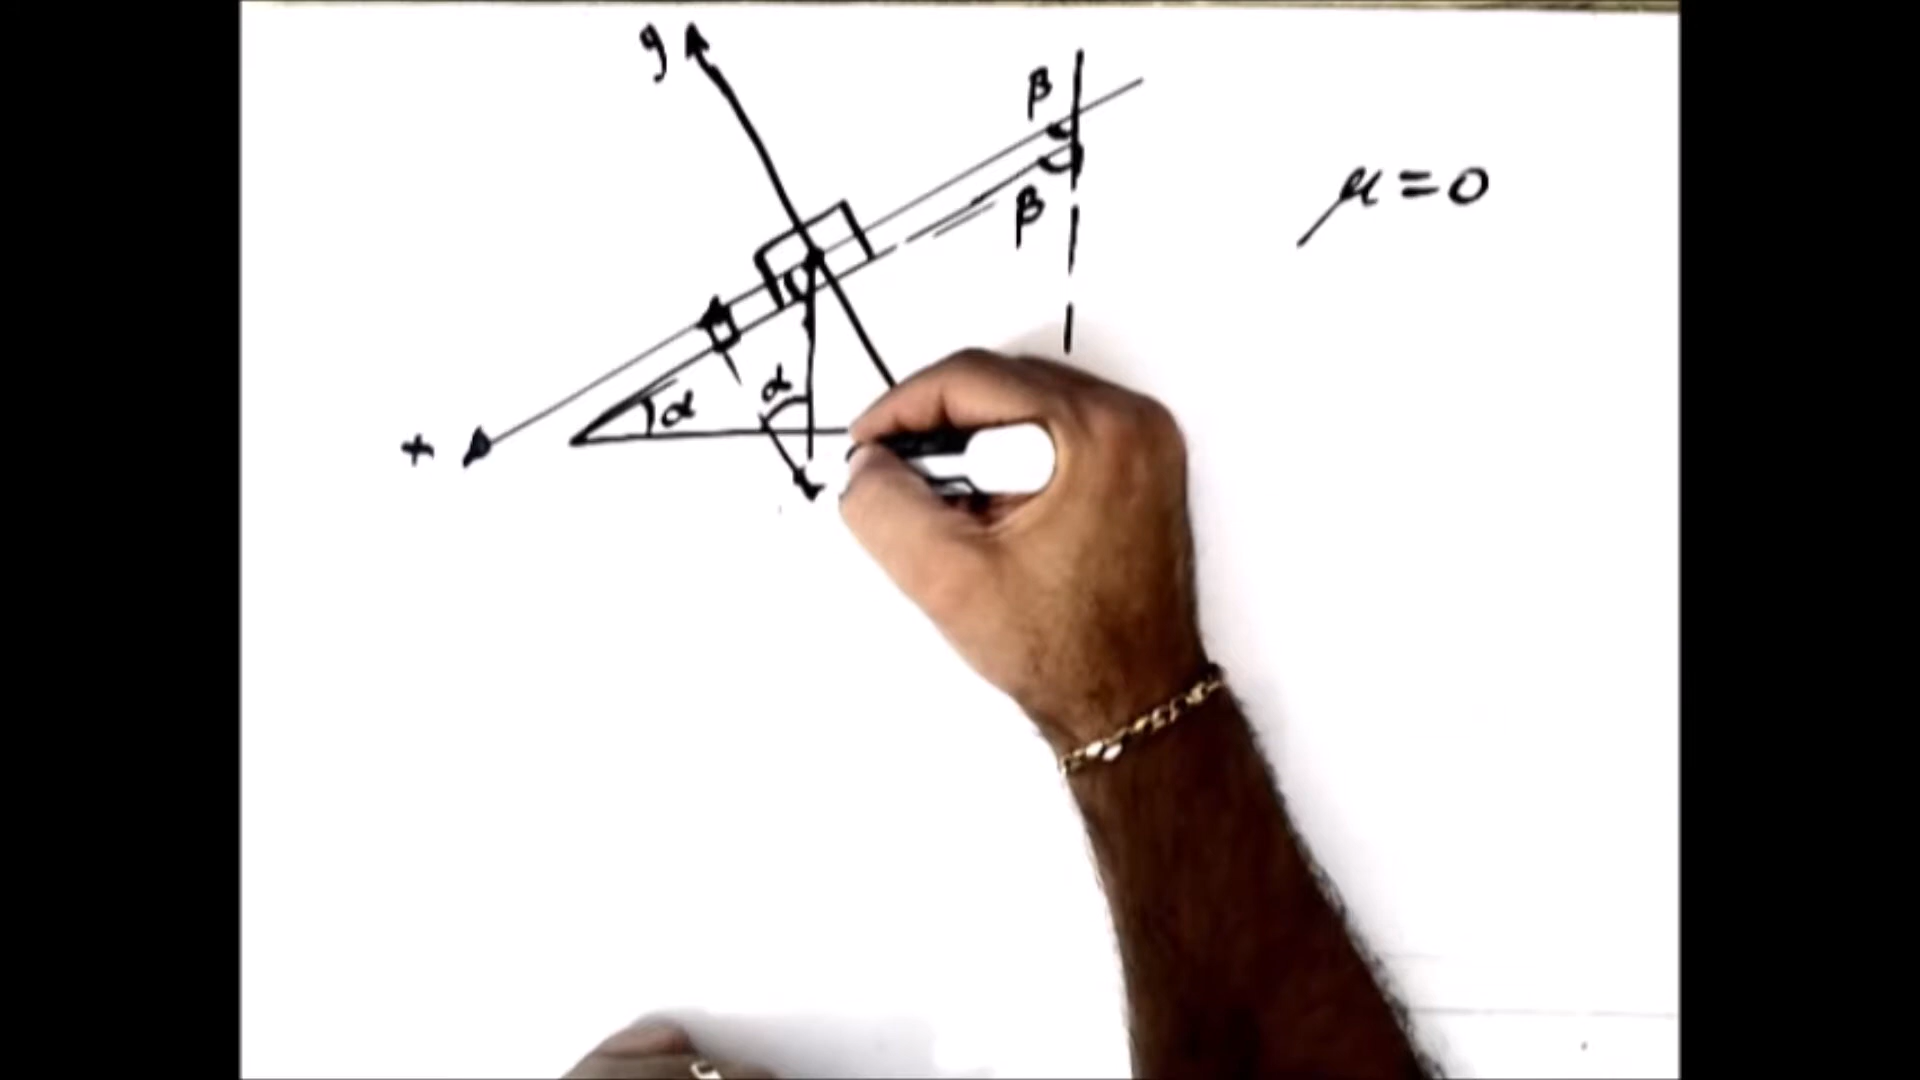 y
β
μ = 0
β
α
α
+